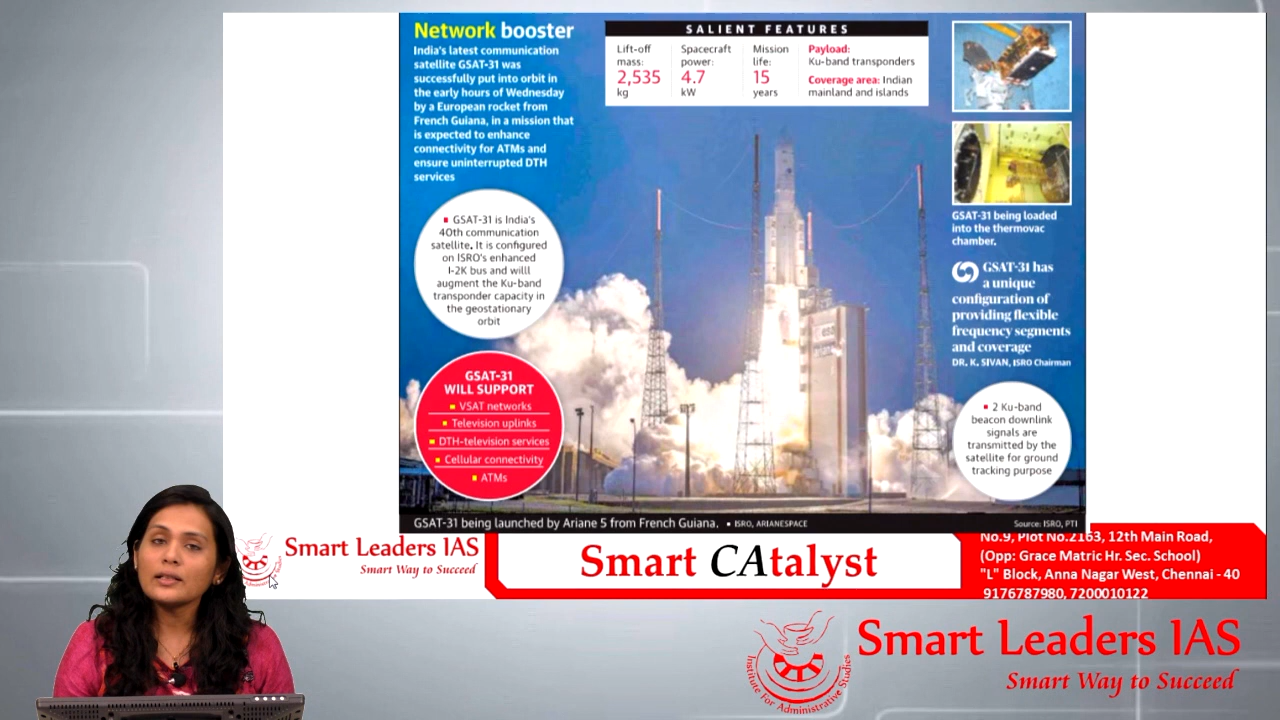 Network booster
India's latest communication
satellite GSAT-31 was
successfully put into orbit in
the early hours of Wednesday
by a European rocket from
French Guiana, in a mission that
is expected to enhance
connectivity for ATMs and
ensure uninterrupted DTH
services
SALIENT FEATURES
Lift-off
mass:
2,535
kg
Spacecraft
power:
4.7
kW
Mission
life:
15
years
Payload:
Ku-band transponders
Coverage area: Indian
mainland and islands
GSAT-31 being loaded
into the thermovac
chamber.
GSAT-31 has
a unique
configuration of
providing flexible
frequency segments
and coverage
DR. K. SIVAN, ISRO Chairman
GSAT-31 is India's
40th communication
satellite. It is configured
on ISRO's enhanced
I-2K bus and willl
augment the Ku-band
transponder capacity in
the geostationary
orbit
GSAT-31
WILL SUPPORT
VSAT networks
Television uplinks
DTH-television services
Cellular connectivity
ATMs
2 Ku-band
beacon downlink
signals are
transmitted by the
satellite for ground
tracking purpose
esa
GSAT-31 being launched by Ariane 5 from French Guiana. ▪ ISRO, ARIANESPACE
Source: ISRO, PTI
Smart Leaders IAS
Smart Way to Succeed
Smart CAtalyst
No.9, Plot No.2163, 12th Main Road,
(Opp: Grace Matric Hr. Sec. School)
"L" Block, Anna Nagar West, Chennai - 40
9176787980, 7200010122
Institute For Administrative Studies
Smart Leaders IAS
Smart Way to Succeed